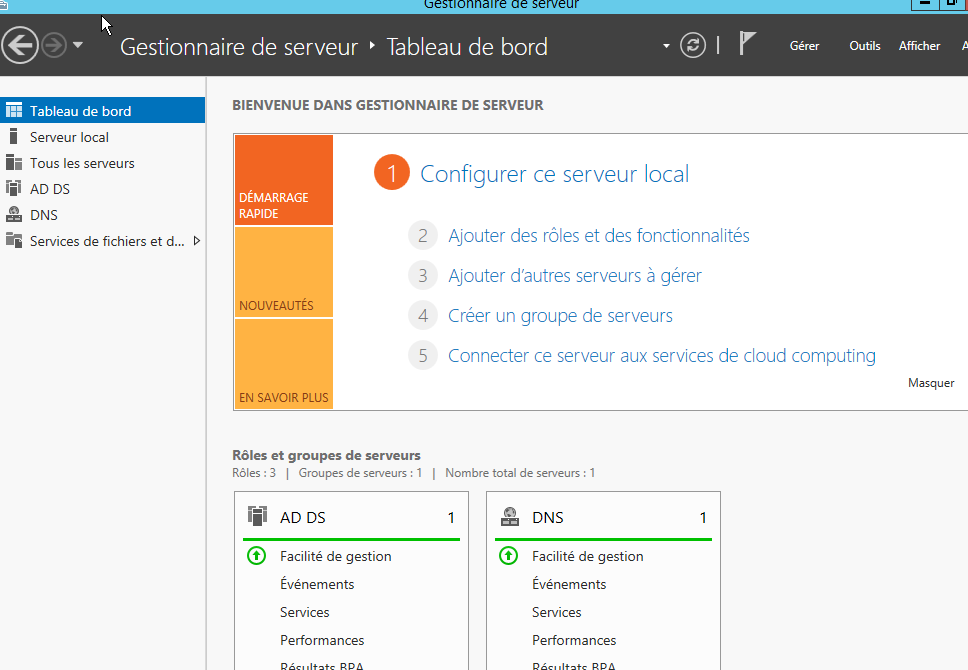 Gestionnaire de serveur
Gestionnaire de serveur Tableau de bord
Gérer Outils Afficher
Tableau de bord
Serveur local
Tous les serveurs
AD DS
DNS
Services de fichiers et d...
BIENVENUE DANS GESTIONNAIRE DE SERVEUR
DÉMARRAGE
RAPIDE
NOUVEAUTÉS
EN SAVOIR PLUS
1 Configurer ce serveur local
2 Ajouter des rôles et des fonctionnalités
3 Ajouter d’autres serveurs à gérer
4 Créer un groupe de serveurs
5 Connecter ce serveur aux services de cloud computing
Masquer
Rôles et groupes de serveurs
Rôles : 3 | Groupes de serveurs : 1 | Nombre total de serveurs : 1
AD DS 1
Facilité de gestion
Événements
Services
Performances
Résultats BPA
DNS 1
Facilité de gestion
Événements
Services
Performances
Résultats BPA